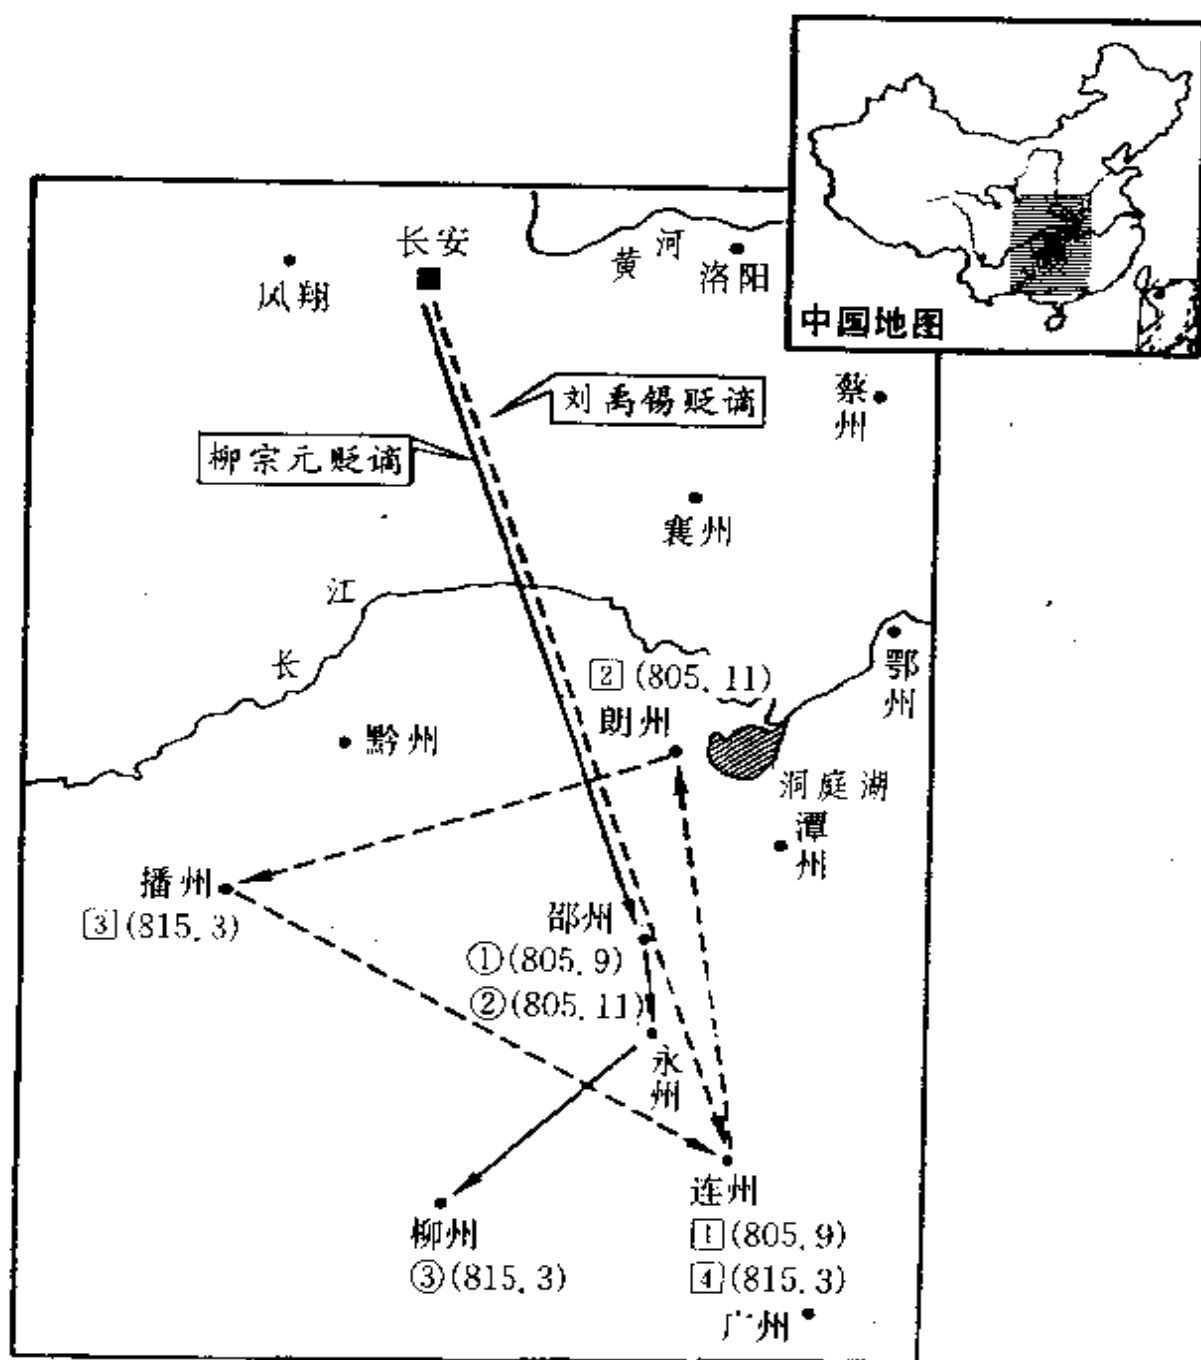 中国地图
长安
凤翔
黄河
洛阳
刘禹锡贬谪
蔡州
柳宗元贬谪
襄州
长江
鄂州
2 (805.11)
朗州
黔州
洞庭湖
潭州
播州
3 (815.3)
邵州
①(805.9)
②(805.11)
永州
连州
1 (805.9)
4 (815.3)
柳州
③(815.3)
广州